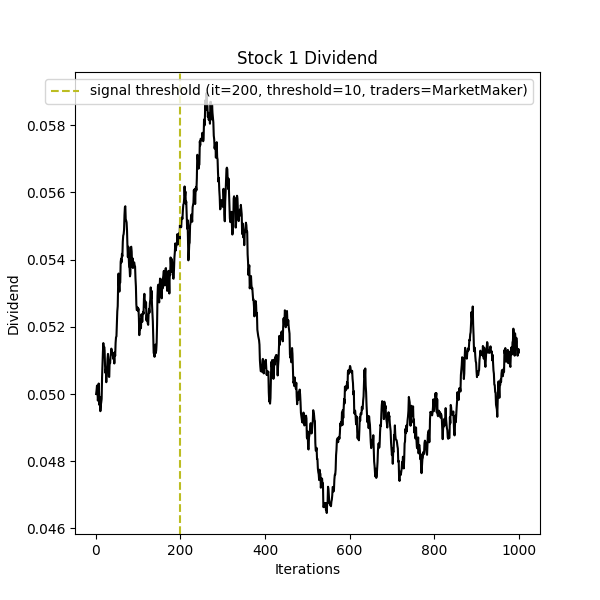 Stock 1 Dividend
signal threshold (it=200, threshold=10, traders=MarketMaker)
0.058
0.056
0.054
0.052
0.050
0.048
0.046
Dividend
0 200 400 600 800 1000
Iterations